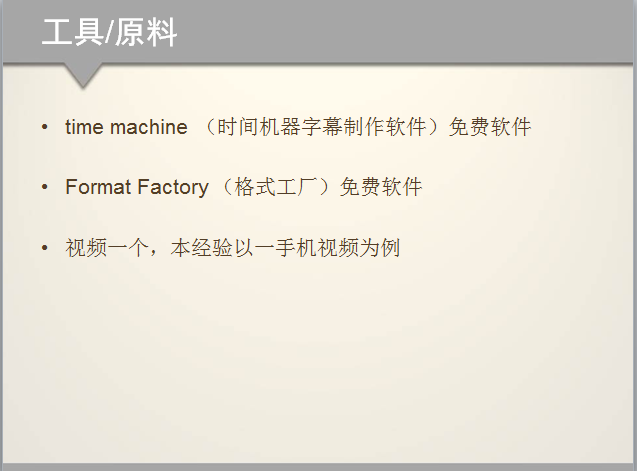 工具/原料
• time machine （时间机器字幕制作软件）免费软件
• Format Factory（格式工厂）免费软件
• 视频一个，本经验以一手机视频为例